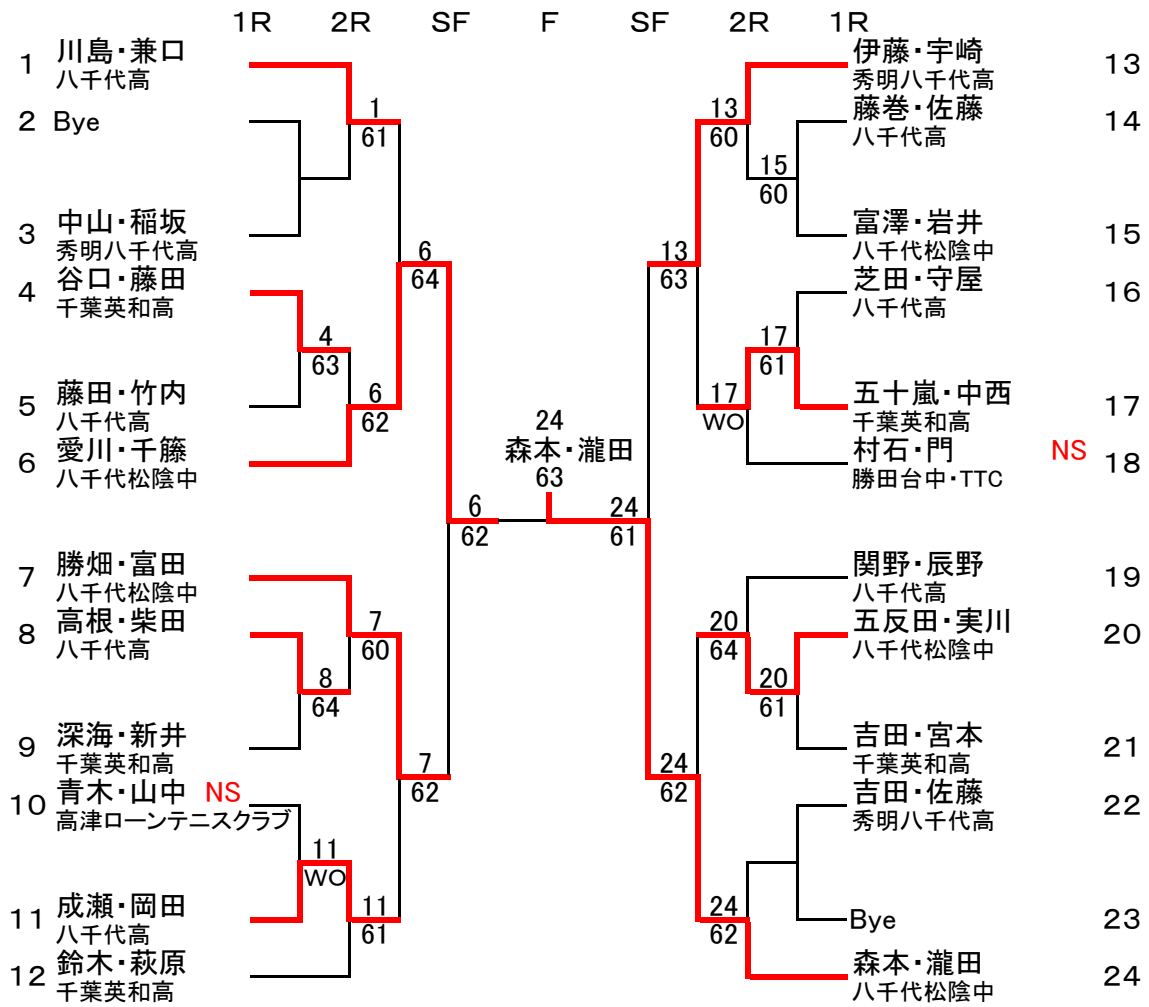 1R 2R SF F SF 2R 1R
1 川島・兼口
八千代高
2 Bye
3 中山・稲坂
秀明八千代高
4 谷口・藤田
千葉英和高
5 藤田・竹内
八千代高
6 愛川・千籐
八千代松陰中
7 勝畑・富田
八千代松陰中
8 高根・柴田
八千代高
9 深海・新井
千葉英和高
10 青木・山中 NS
高津ローンテニスクラブ
11 成瀬・岡田
八千代高
12 鈴木・萩原
千葉英和高
4
63
8
64
11
WO
1
61
6
62
7
60
11
61
6
64
7
62
6
62
24
森本・瀧田
63
24
61
13
63
24
62
13
60
17
WO
20
64
24
62
15
60
17
61
20
61
伊藤・宇崎 13
秀明八千代高
藤巻・佐藤 14
八千代高
富澤・岩井 15
八千代松陰中
芝田・守屋 16
八千代高
五十嵐・中西 17
千葉英和高
村石・門 NS 18
勝田台中・TTC
関野・辰野 19
八千代高
五反田・実川 20
八千代松陰中
吉田・宮本 21
千葉英和高
吉田・佐藤 22
秀明八千代高
Bye 23
森本・瀧田 24
八千代松陰中